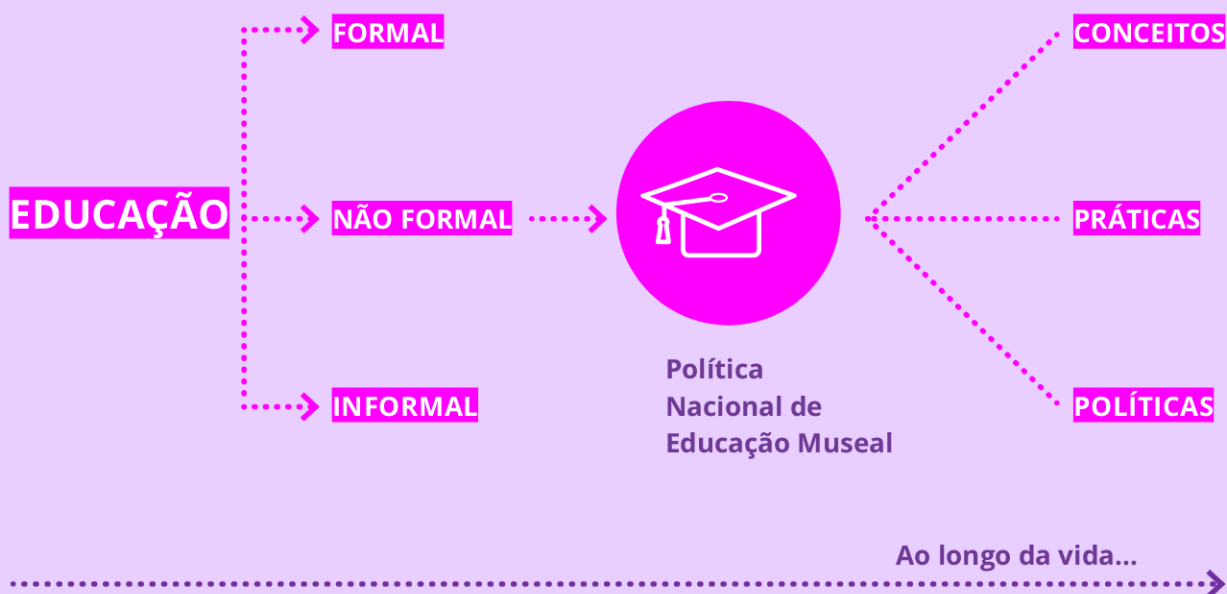 FORMAL
CONCEITOS
EDUCAÇÃO
NÃO FORMAL
PRÁTICAS
Política
Nacional de
Educação Museal
INFORMAL
POLÍTICAS
Ao longo da vida...